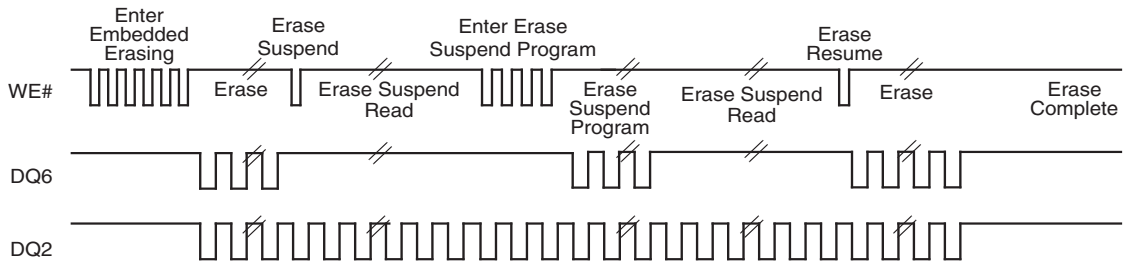 Enter
Embedded
Erasing
Erase
Suspend
Enter Erase
Suspend Program
Erase
Resume
WE#
Erase
Erase Suspend
Read
Erase
Suspend
Program
Erase Suspend
Read
Erase
Erase
Complete
DQ6
DQ2